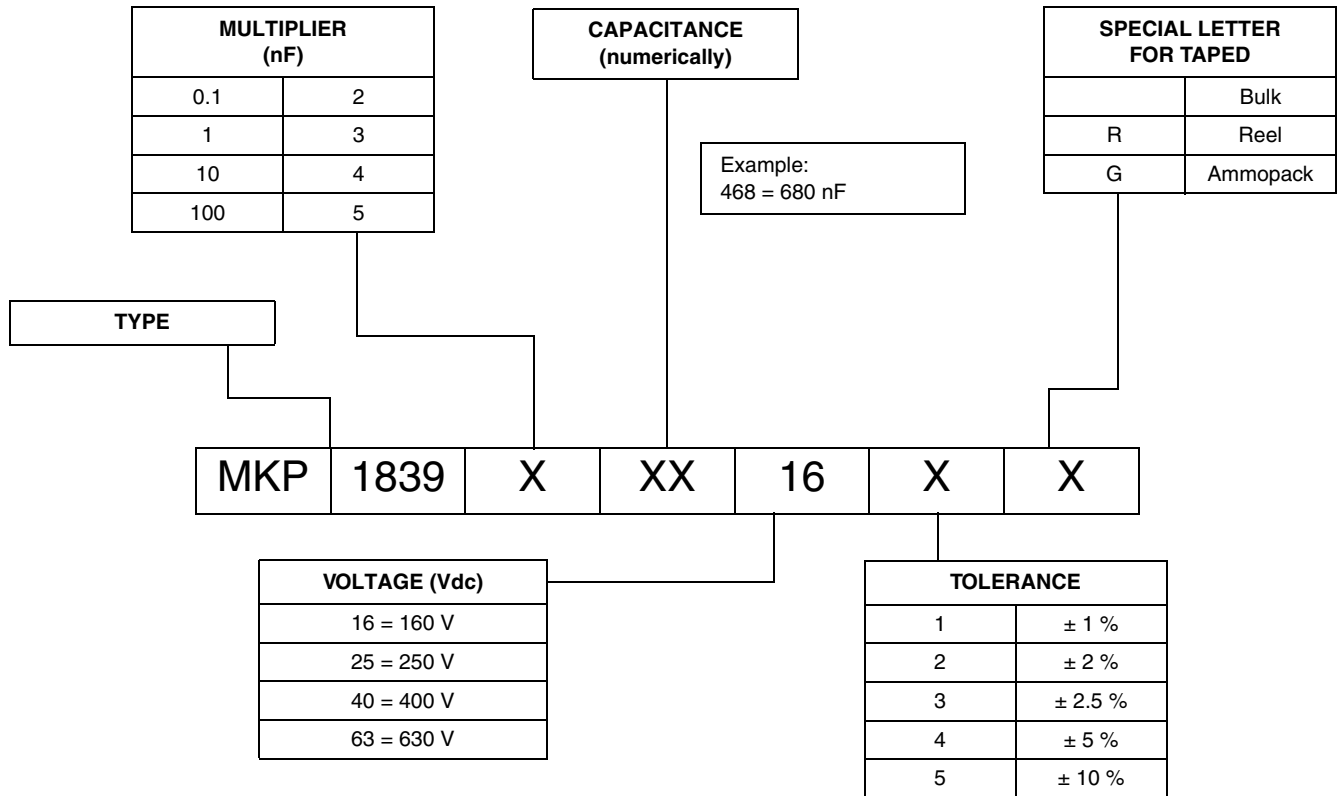 MULTIPLIER
(nF)
0.1 2
1 3
10 4
100 5
CAPACITANCE
(numerically)
SPECIAL LETTER
FOR TAPED
Bulk
R Reel
G Ammopack
Example:
468 = 680 nF
TYPE
MKP 1839 X XX 16 X X
VOLTAGE (Vdc)
16 = 160 V
25 = 250 V
40 = 400 V
63 = 630 V
TOLERANCE
1 ± 1 %
2 ± 2 %
3 ± 2.5 %
4 ± 5 %
5 ± 10 %